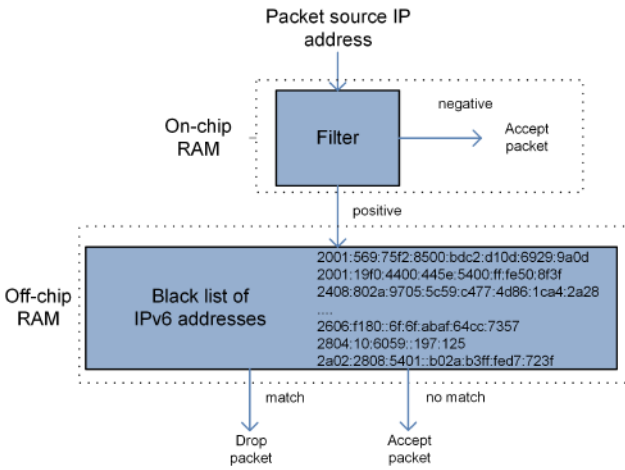 Packet source IP
address
On-chip
RAM
Filter
negative
Accept
packet
positive
Off-chip
RAM
Black list of
IPv6 addresses
2001:569:75f2:8500:bdc2:d10d:6929:9a0d
2001:19f0:4400:445e:5400:ff:fe50:8f3f
2408:802a:9705:5c59:c477:4d86:1ca4:2a28
....
2606:f180::6f:6f:abaf:64cc:7357
2804:10:6059::197:125
2a02:2808:5401::b02a:b3ff:fed7:723f
match
no match
Drop
packet
Accept
packet